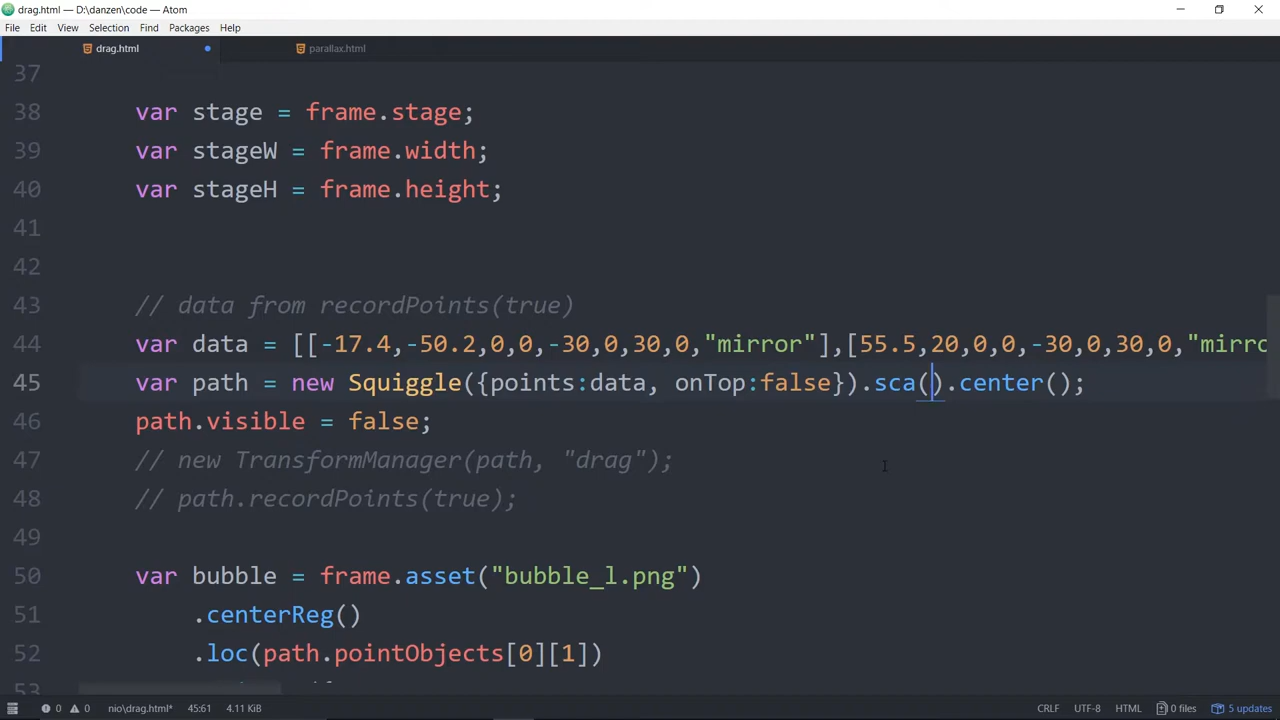 drag.html — D:\danzen\code — Atom
File Edit View Selection Find Packages Help
drag.html parallax.html
37
38 var stage = frame.stage;
39 var stageW = frame.width;
40 var stageH = frame.height;
41
42
43 // data from recordPoints(true)
44 var data = [[-17.4,-50.2,0,0,-30,0,30,0,"mirror"],[55.5,20,0,0,-30,0,30,0,"mirro
45 var path = new Squiggle({points:data, onTop:false}).sca().center();
46 path.visible = false;
47 // new TransformManager(path, "drag");
48 // path.recordPoints(true);
49
50 var bubble = frame.asset("bubble_l.png")
51 .centerReg()
52 .loc(path.pointObjects[0][1])
53
0 0 nio\drag.html* 45:61 4.11 KiB CRLF UTF-8 HTML 0 files 5 updates